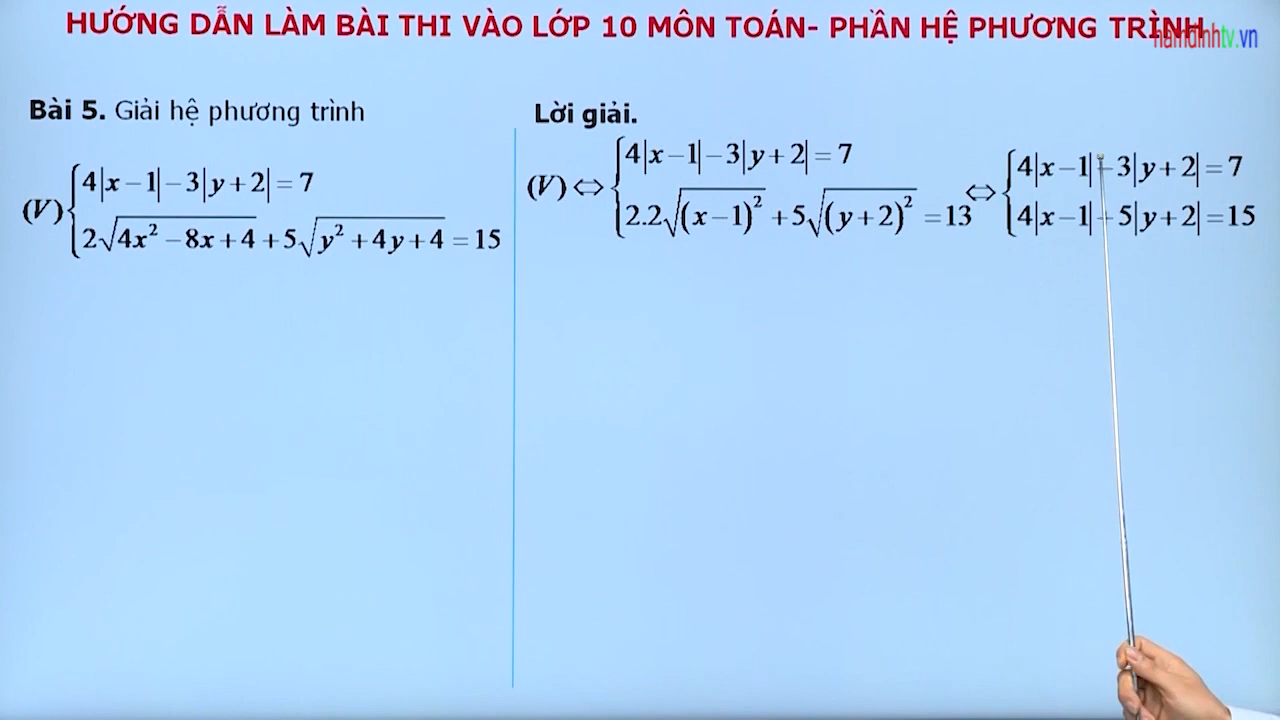 HƯỚNG DẪN LÀM BÀI THI VÀO LỚP 10 MÔN TOÁN- PHẦN HỆ PHƯƠNG TRÌNH
namdinhtv.vn
Bài 5. Giải hệ phương trình
(V) { 4|x−1|−3|y+2|=7
2√(4x²−8x+4)+5√(y²+4y+4)=15
Lời giải.
(V)⇔ { 4|x−1|−3|y+2|=7
2.2√((x−1)²)+5√((y+2)²)=13
⇔ { 4|x−1|−3|y+2|=7
4|x−1|+5|y+2|=15